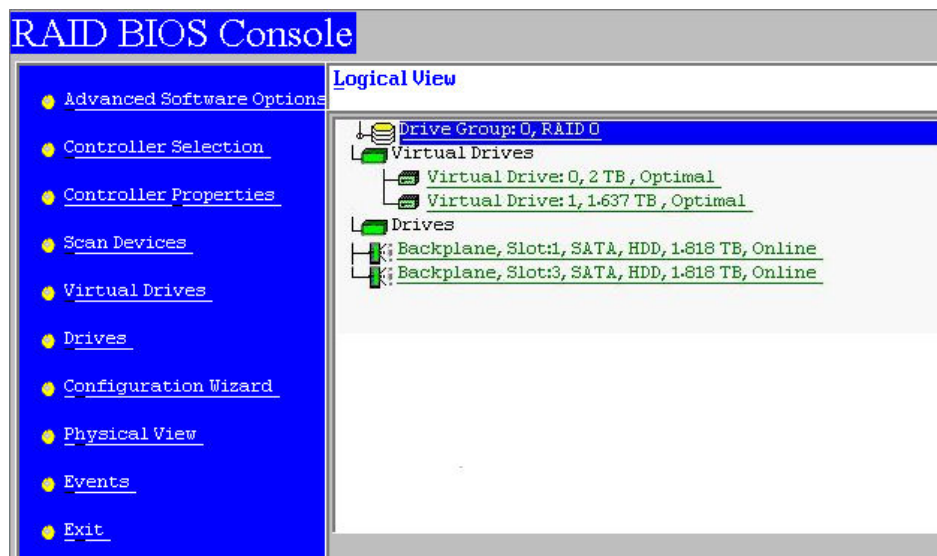 RAID BIOS Console
Advanced Software Options
Controller Selection
Controller Properties
Scan Devices
Virtual Drives
Drives
Configuration Wizard
Physical View
Events
Exit
Logical View
Drive Group: 0, RAID 0
Virtual Drives
Virtual Drive: 0, 2 TB , Optimal
Virtual Drive: 1, 1.637 TB , Optimal
Drives
Backplane, Slot:1, SATA, HDD, 1.818 TB, Online
Backplane, Slot:3, SATA, HDD, 1.818 TB, Online